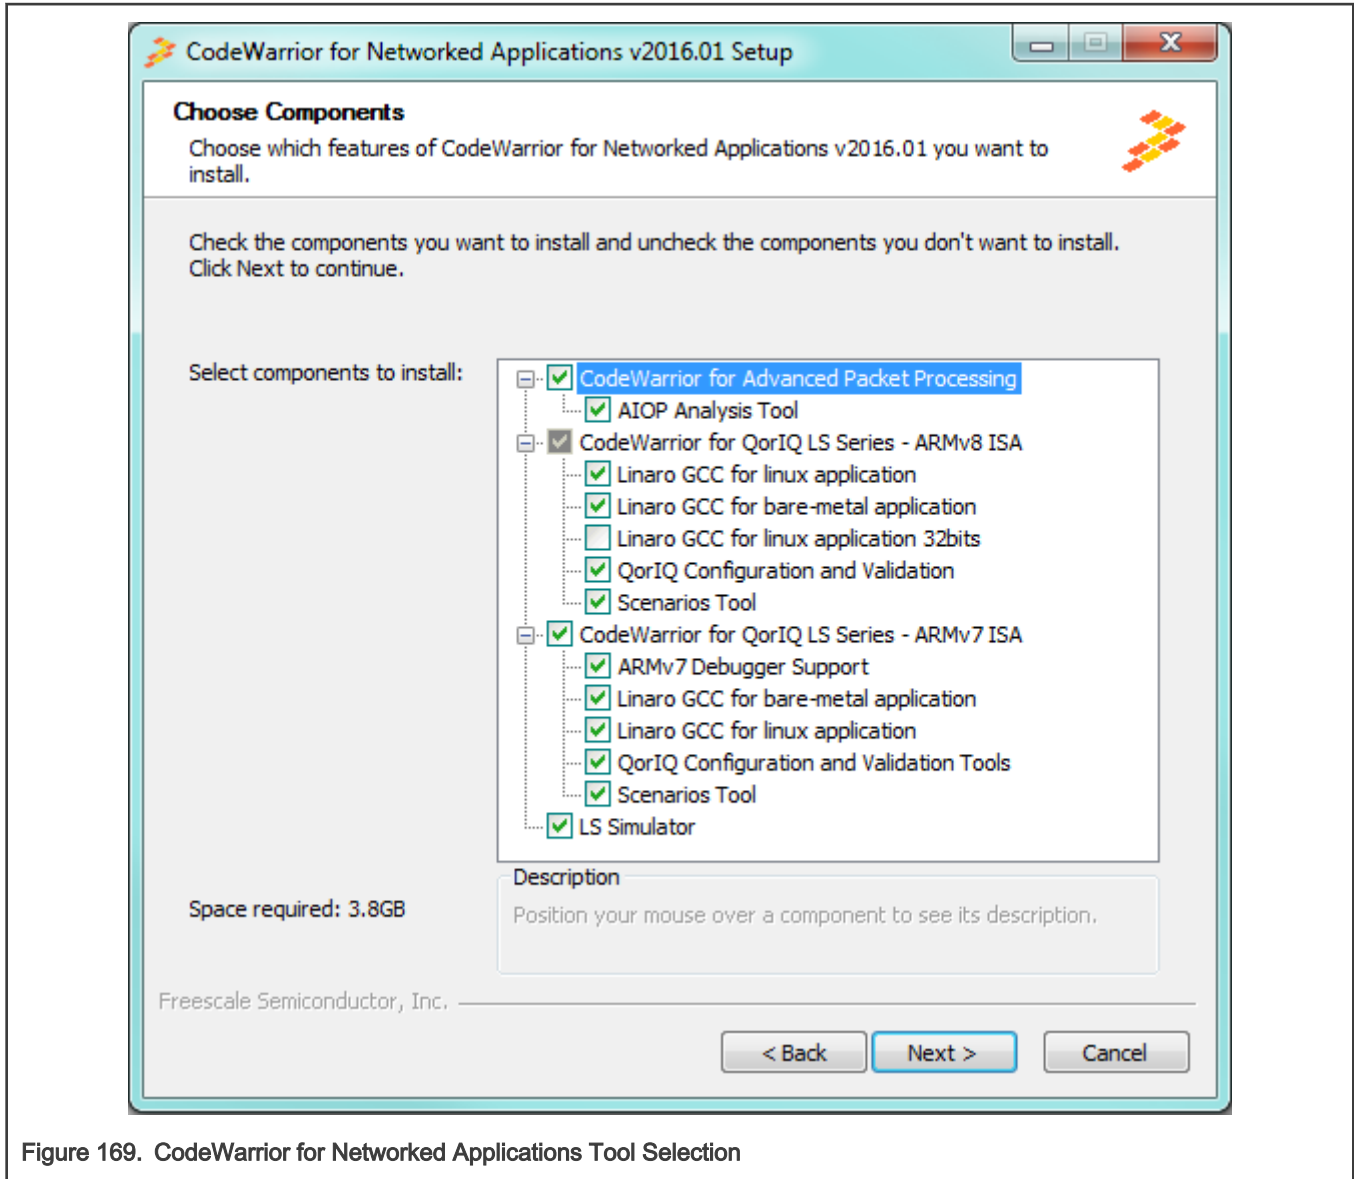 CodeWarrior for Networked Applications v2016.01 Setup
Choose Components
Choose which features of CodeWarrior for Networked Applications v2016.01 you want to
install.
Check the components you want to install and uncheck the components you don't want to install.
Click Next to continue.
Select components to install:
CodeWarrior for Advanced Packet Processing
AIOP Analysis Tool
CodeWarrior for QorIQ LS Series - ARMv8 ISA
Linaro GCC for linux application
Linaro GCC for bare-metal application
Linaro GCC for linux application 32bits
QorIQ Configuration and Validation
Scenarios Tool
CodeWarrior for QorIQ LS Series - ARMv7 ISA
ARMv7 Debugger Support
Linaro GCC for bare-metal application
Linaro GCC for linux application
QorIQ Configuration and Validation Tools
Scenarios Tool
LS Simulator
Space required: 3.8GB
Description
Position your mouse over a component to see its description.
Freescale Semiconductor, Inc.
< Back
Next >
Cancel
Figure 169. CodeWarrior for Networked Applications Tool Selection